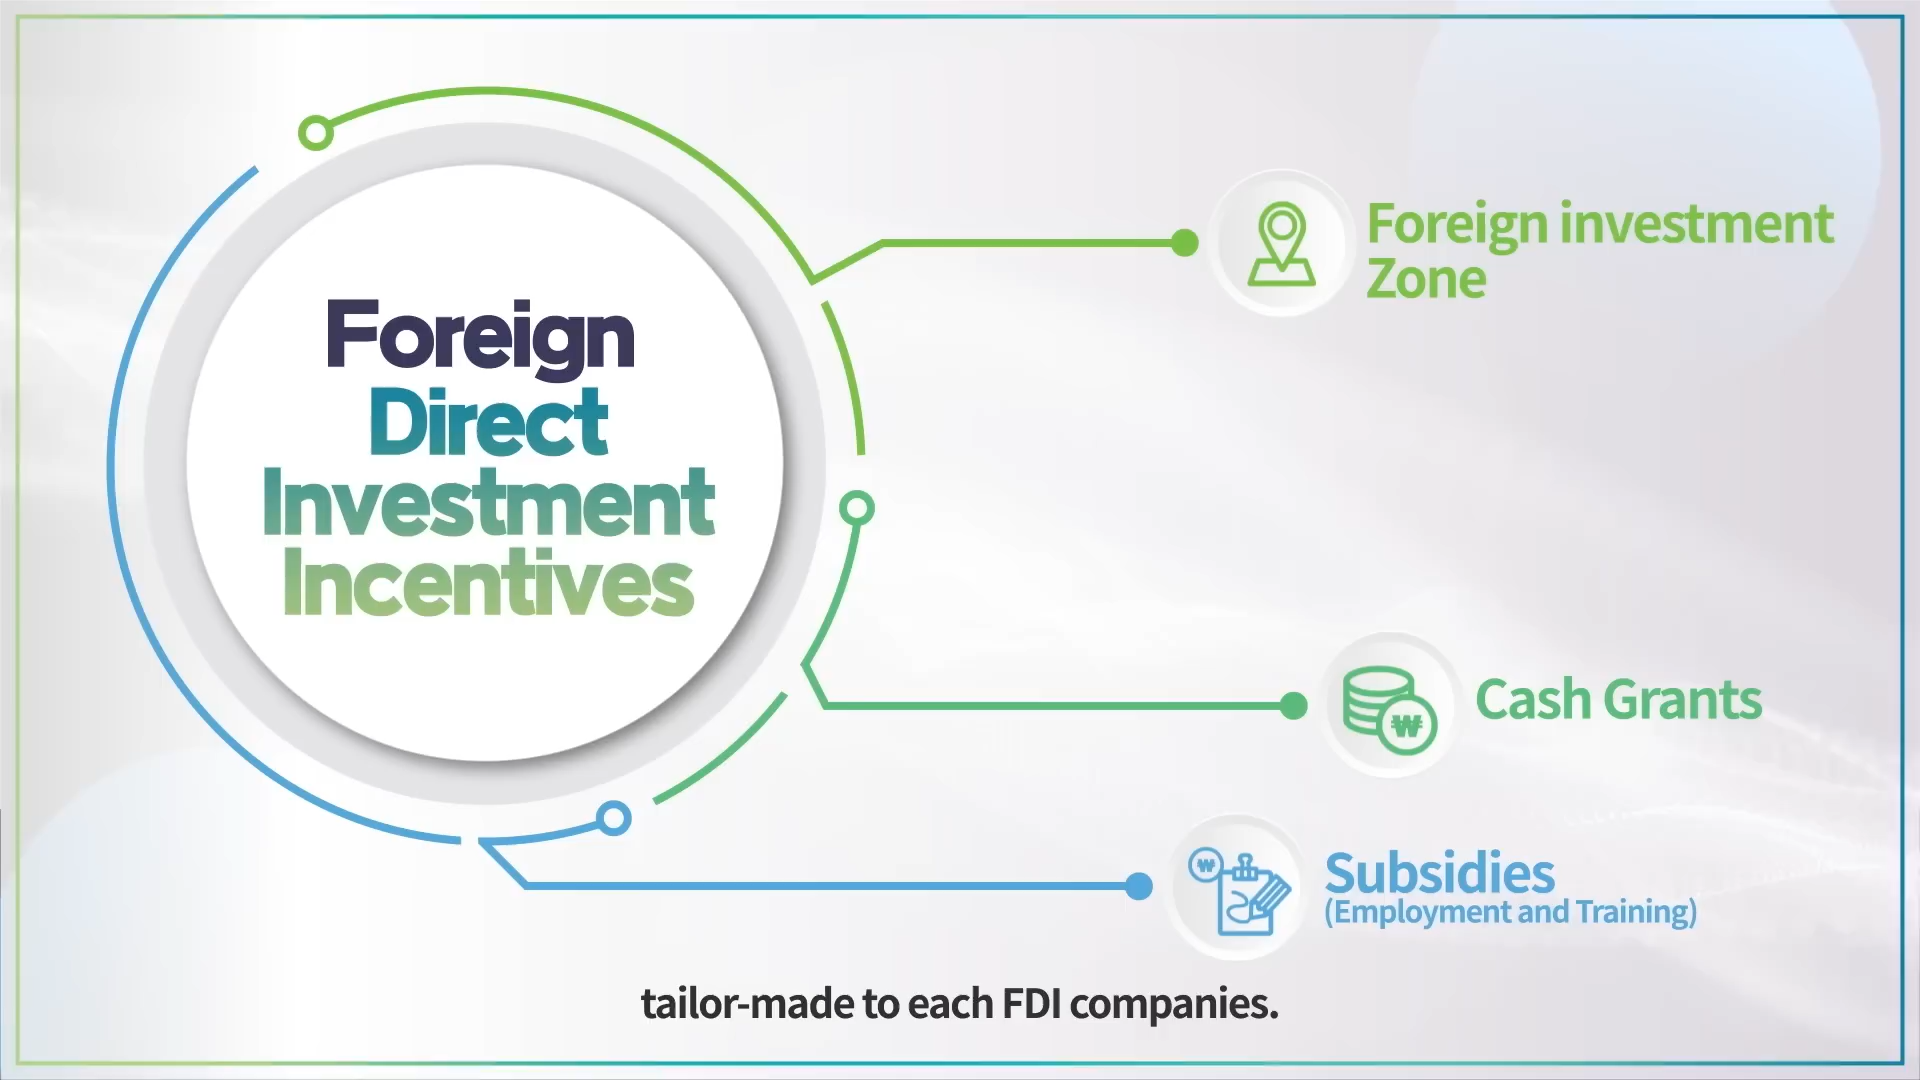 Foreign
Direct
Investment
Incentives
Foreign investment
Zone
₩
Cash Grants
₩
Subsidies
(Employment and Training)
tailor-made to each FDI companies.